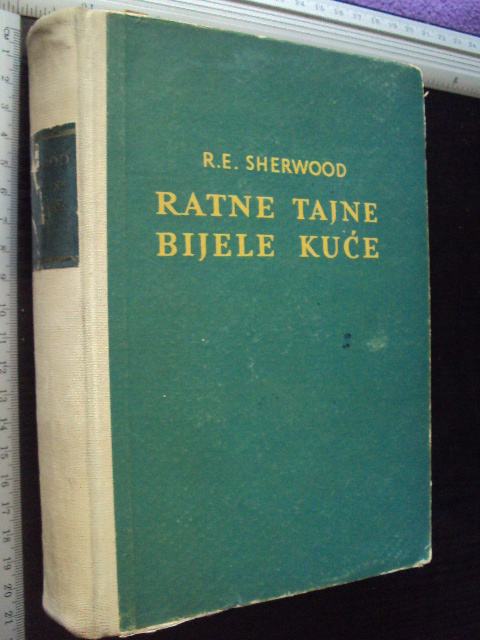 R.E. SHERWOOD
RATNE TAJNE
BIJELE KUĆE